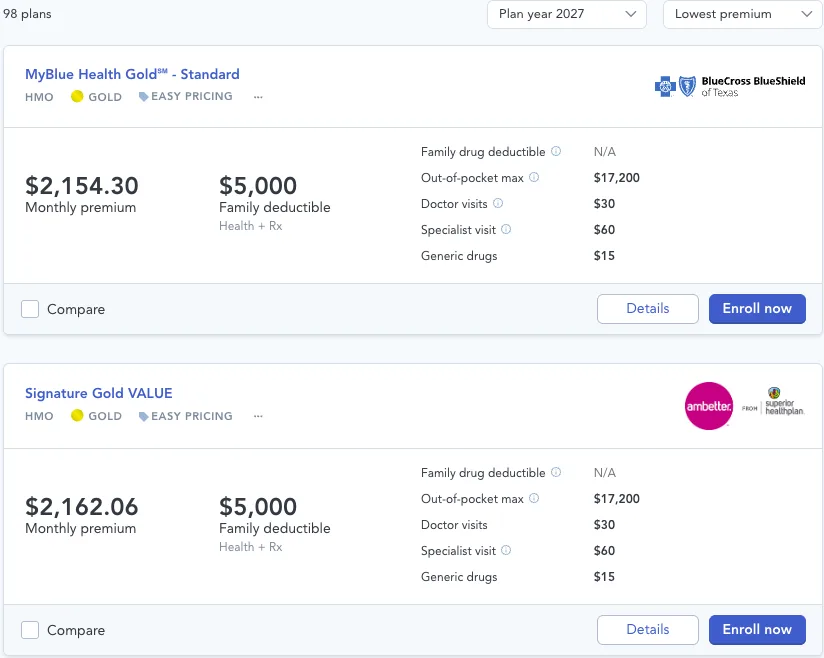 98 plans
Plan year 2027
Lowest premium
MyBlue Health Gold℠ - Standard
HMO GOLD EASY PRICING ...
BlueCross BlueShield
of Texas
$2,154.30
Monthly premium
$5,000
Family deductible
Health + Rx
Family drug deductible N/A
Out-of-pocket max $17,200
Doctor visits $30
Specialist visit $60
Generic drugs $15
Compare
Details
Enroll now
Signature Gold VALUE
HMO GOLD EASY PRICING ...
ambetter.
FROM
superior
healthplan.
$2,162.06
Monthly premium
$5,000
Family deductible
Health + Rx
Family drug deductible N/A
Out-of-pocket max $17,200
Doctor visits $30
Specialist visit $60
Generic drugs $15
Compare
Details
Enroll now